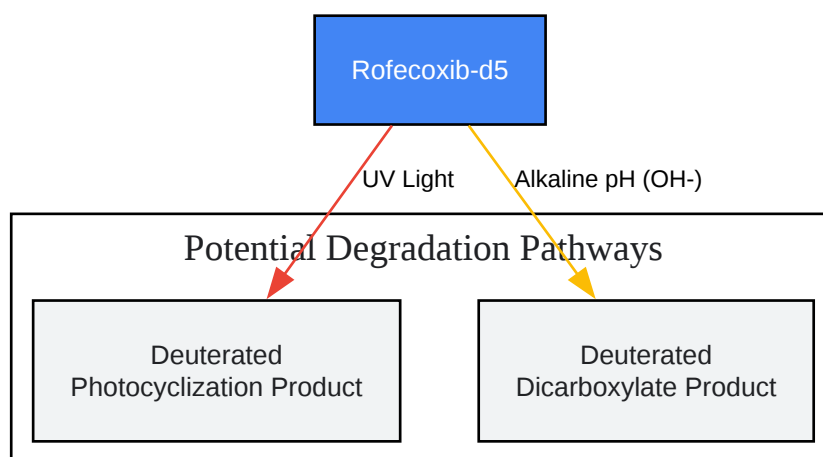 Rofecoxib-d5
UV Light
Alkaline pH (OH-)
Potential Degradation Pathways
Deuterated
Photocyclization Product
Deuterated
Dicarboxylate Product